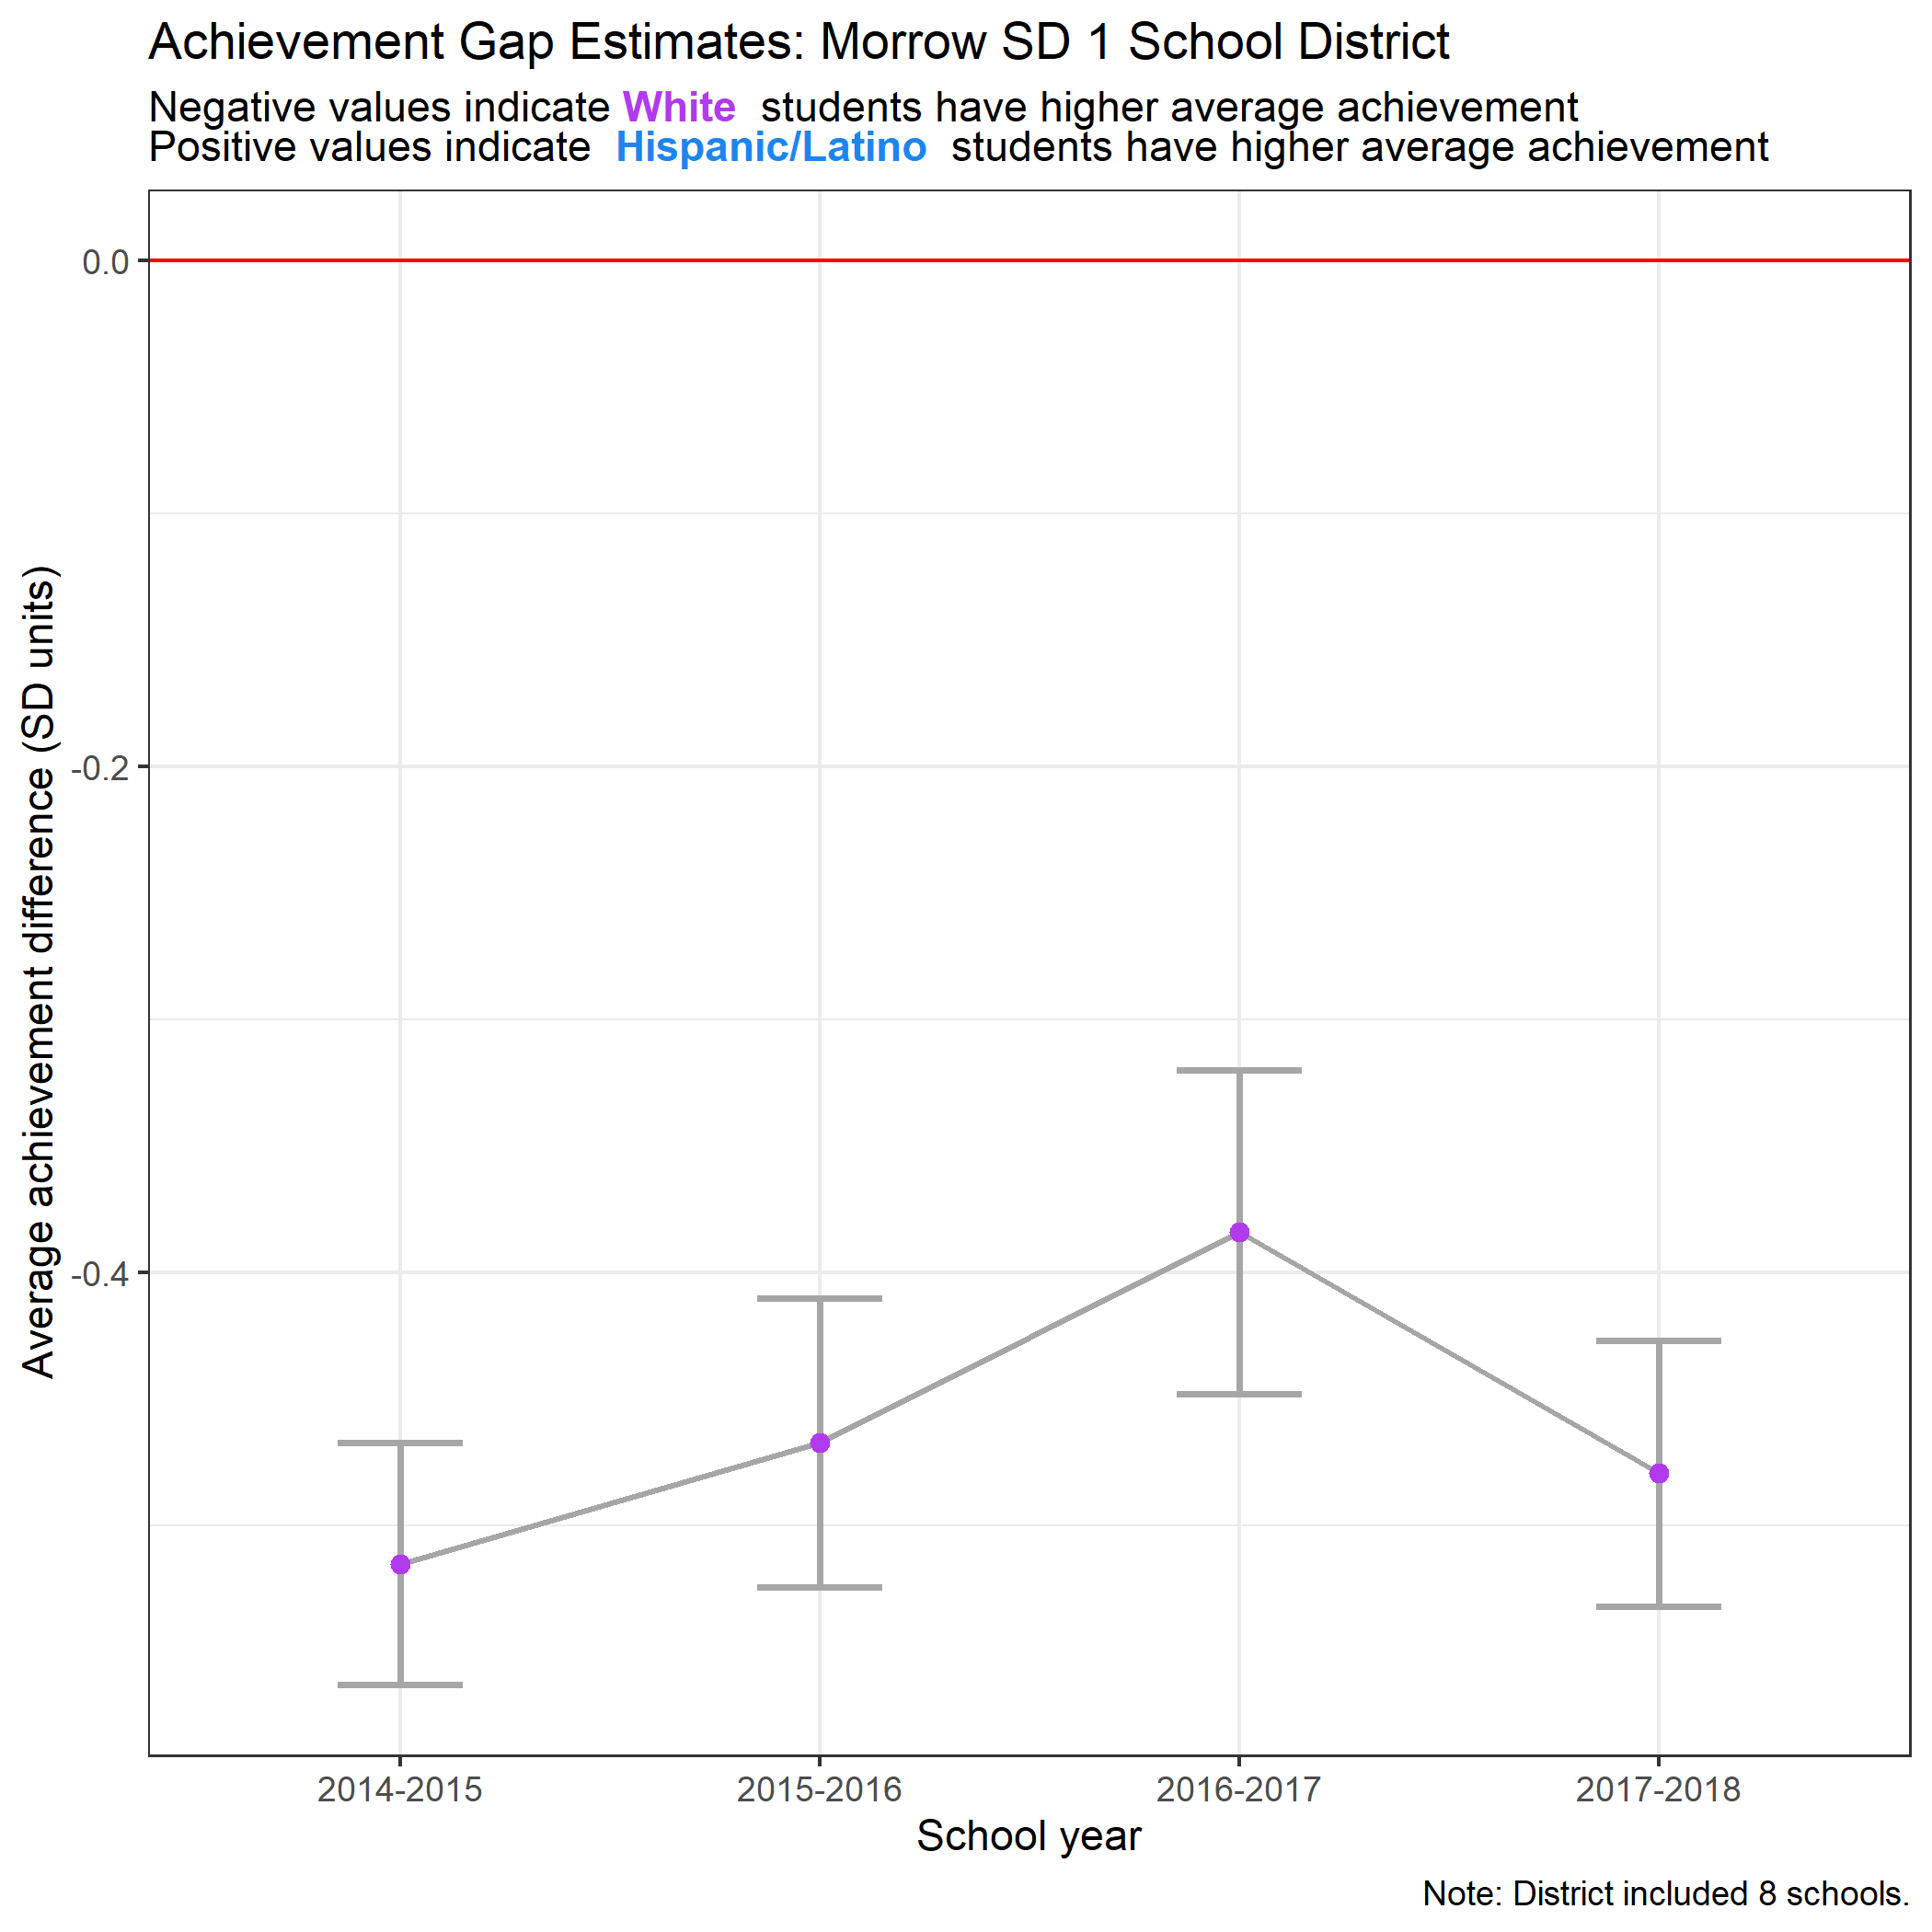 Achievement Gap Estimates: Morrow SD 1 School District
Negative values indicate White students have higher average achievement
Positive values indicate Hispanic/Latino students have higher average achievement
Average achievement difference (SD units)
0.0
-0.2
-0.4
2014-2015 2015-2016 2016-2017 2017-2018
School year
Note: District included 8 schools.